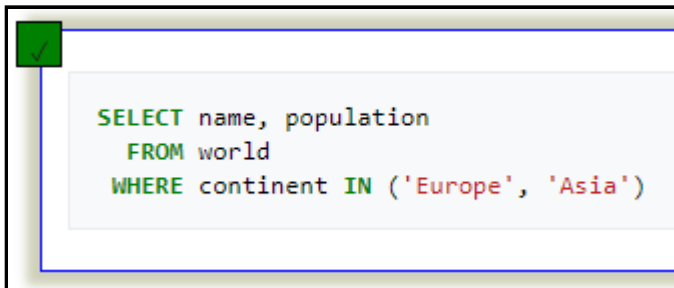 ✓
SELECT name, population
  FROM world
 WHERE continent IN ('Europe', 'Asia')